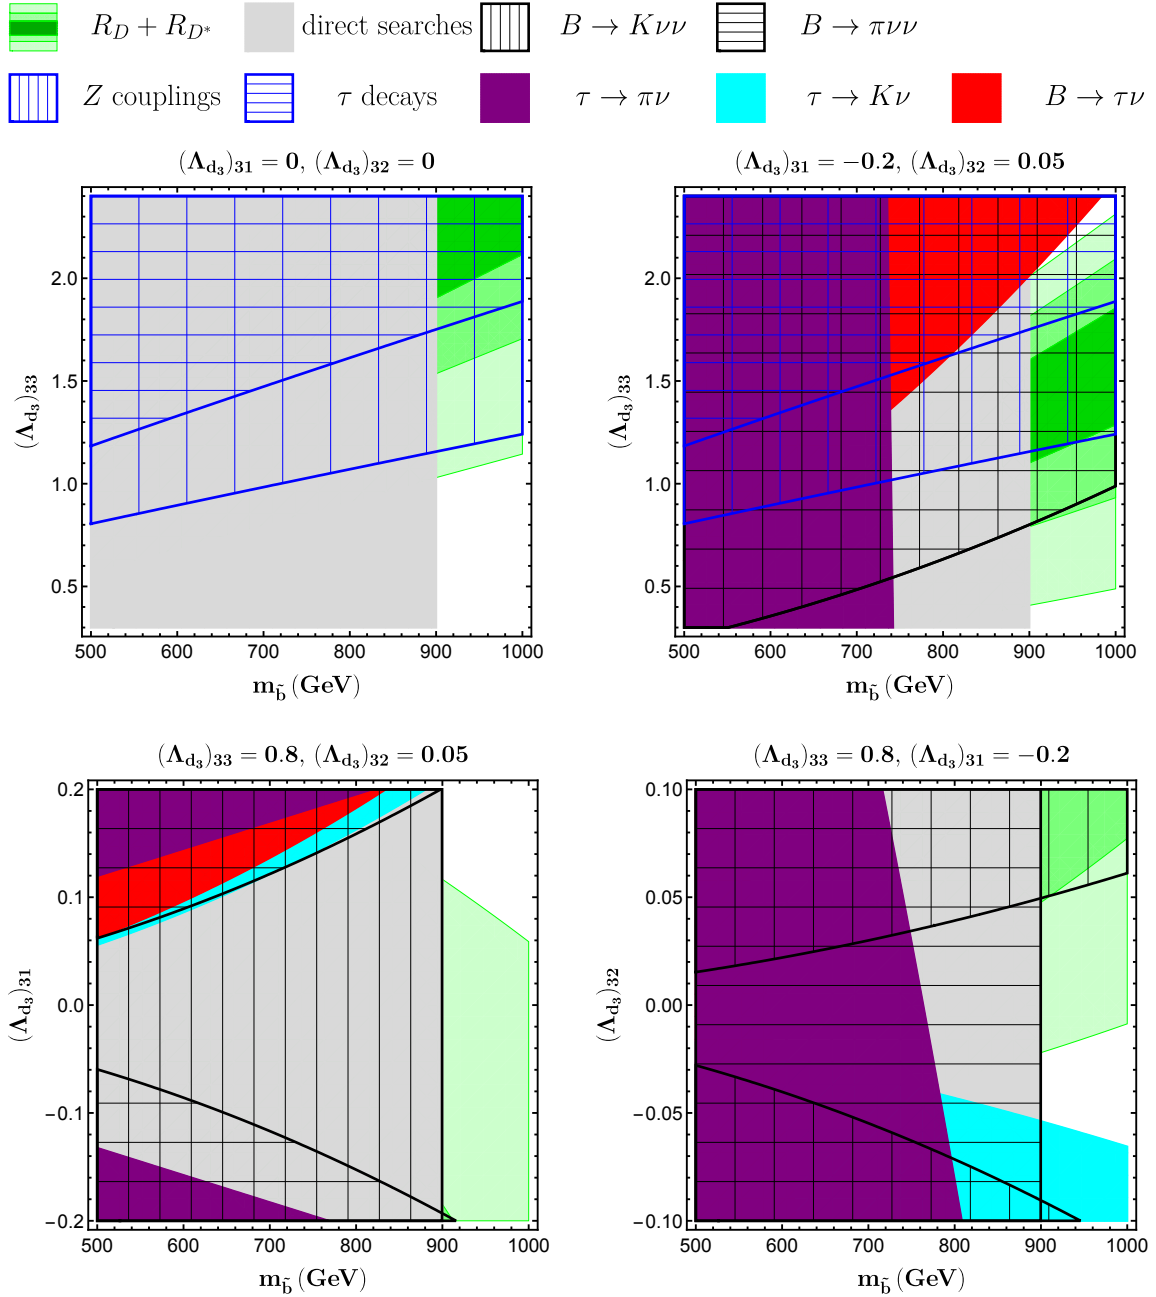 R_D + R_{D*} direct searches B → Kνν B → πνν
Z couplings τ decays τ → πν τ → Kν B → τν
(Λ_{d₃})₃₁ = 0, (Λ_{d₃})₃₂ = 0
2.0
1.5
1.0
0.5
(Λ_{d₃})₃₃
500 600 700 800 900 1000
m_{b̃} (GeV)
(Λ_{d₃})₃₁ = −0.2, (Λ_{d₃})₃₂ = 0.05
2.0
1.5
1.0
0.5
(Λ_{d₃})₃₃
500 600 700 800 900 1000
m_{b̃} (GeV)
(Λ_{d₃})₃₃ = 0.8, (Λ_{d₃})₃₂ = 0.05
0.2
0.1
0.0
−0.1
−0.2
(Λ_{d₃})₃₁
500 600 700 800 900 1000
m_{b̃} (GeV)
(Λ_{d₃})₃₃ = 0.8, (Λ_{d₃})₃₁ = −0.2
0.10
0.05
0.00
−0.05
−0.10
(Λ_{d₃})₃₂
500 600 700 800 900 1000
m_{b̃} (GeV)